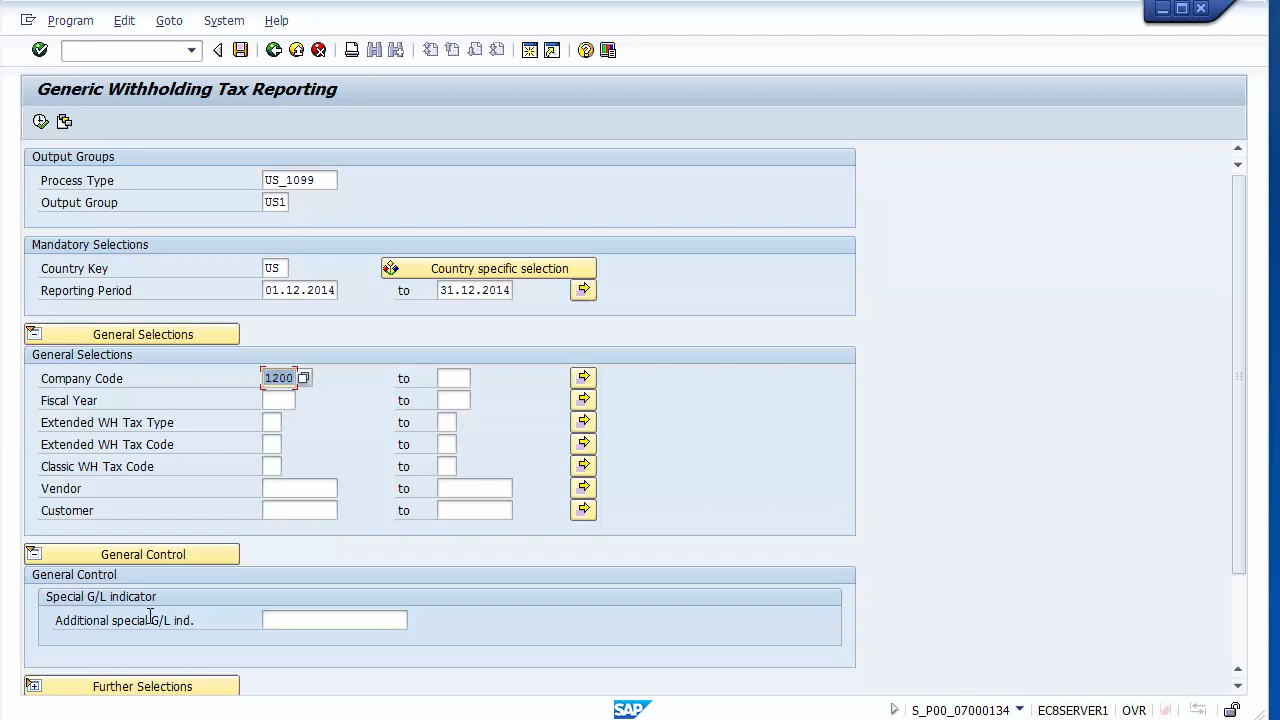 Program Edit Goto System Help
Generic Withholding Tax Reporting
Output Groups
Process Type US_1099
Output Group US1
Mandatory Selections
Country Key US Country specific selection
Reporting Period 01.12.2014 to 31.12.2014
General Selections
General Selections
Company Code 1200 to
Fiscal Year to
Extended WH Tax Type to
Extended WH Tax Code to
Classic WH Tax Code to
Vendor to
Customer to
General Control
General Control
Special G/L indicator
Additional special G/L ind.
Further Selections
SAP S_P00_07000134 ECGSERVER1 OVR